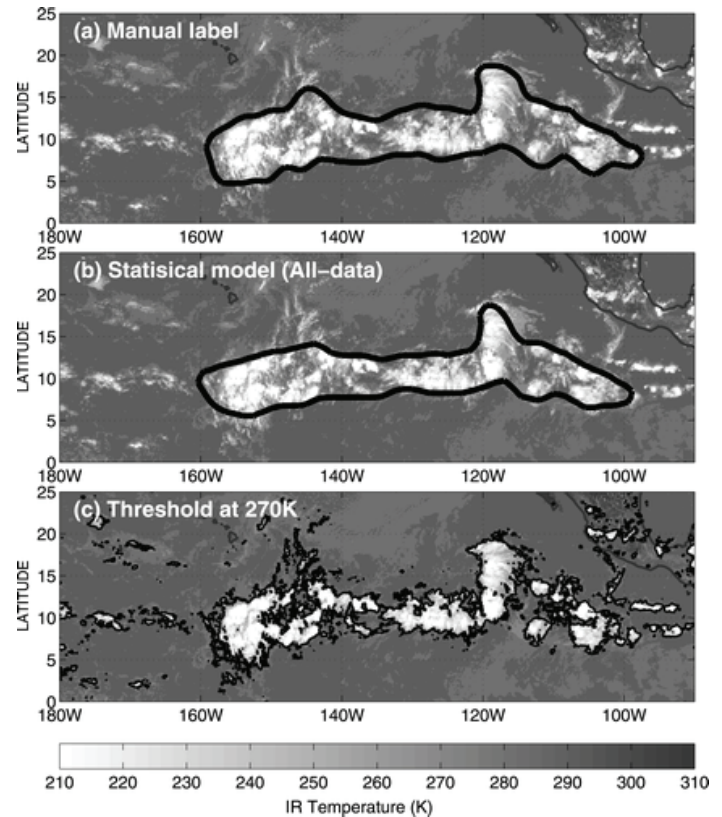 25
(a) Manual label
20
15
LATITUDE
10
5
0
180W 160W 140W 120W 100W
25
(b) Statisical model (All-data)
20
15
LATITUDE
10
5
0
180W 160W 140W 120W 100W
25
(c) Threshold at 270K
20
15
LATITUDE
10
5
0
180W 160W 140W 120W 100W
210 220 230 240 250 260 270 280 290 300 310
IR Temperature (K)